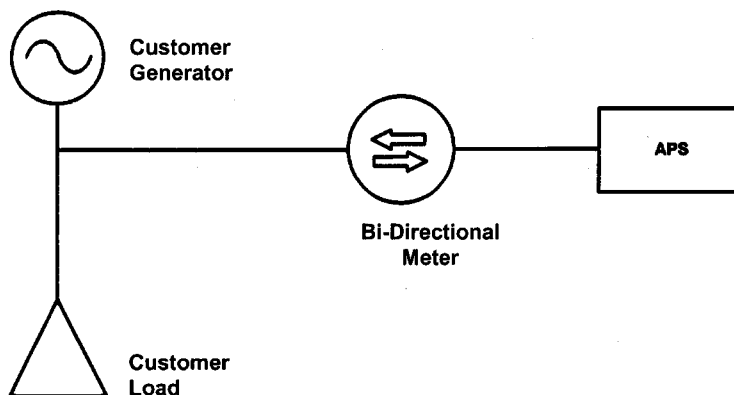 Customer
Generator
APS
Bi-Directional
Meter
Customer
Load